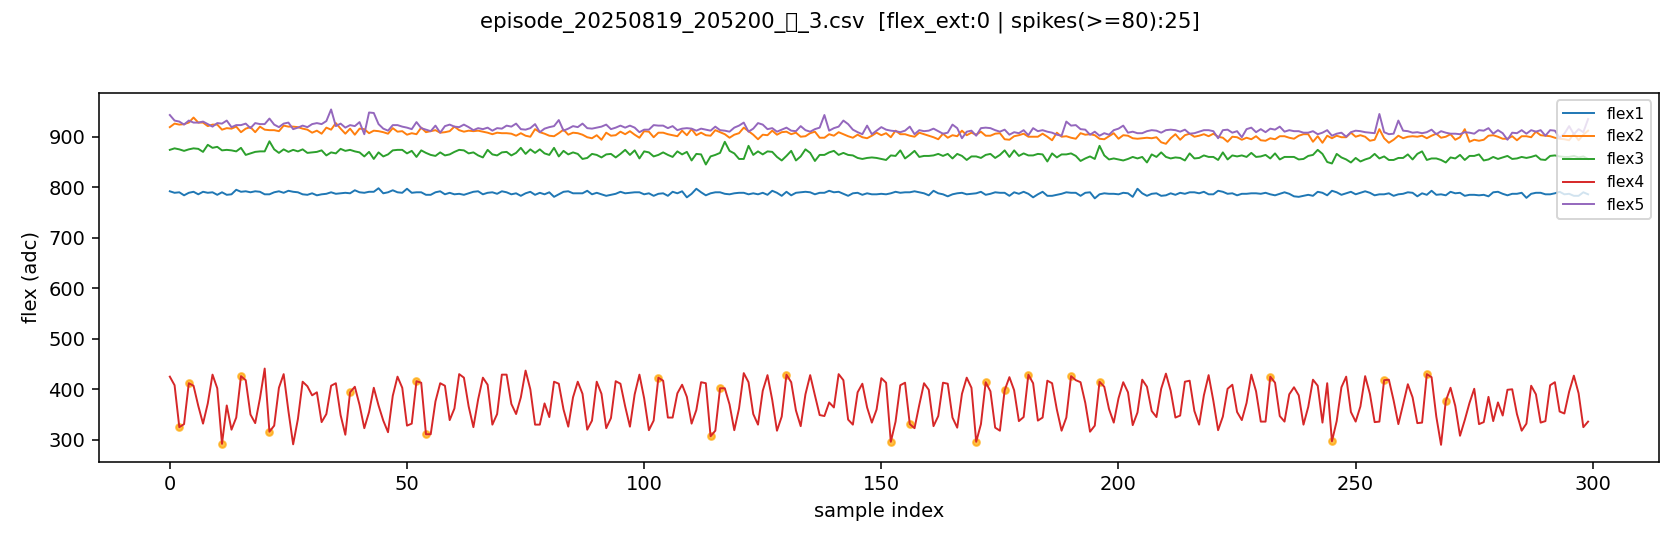 episode_20250819_205200_▯_3.csv  [flex_ext:0 | spikes(>=80):25]
flex (adc)
900
800
700
600
500
400
300
flex1
flex2
flex3
flex4
flex5
0 50 100 150 200 250 300
sample index